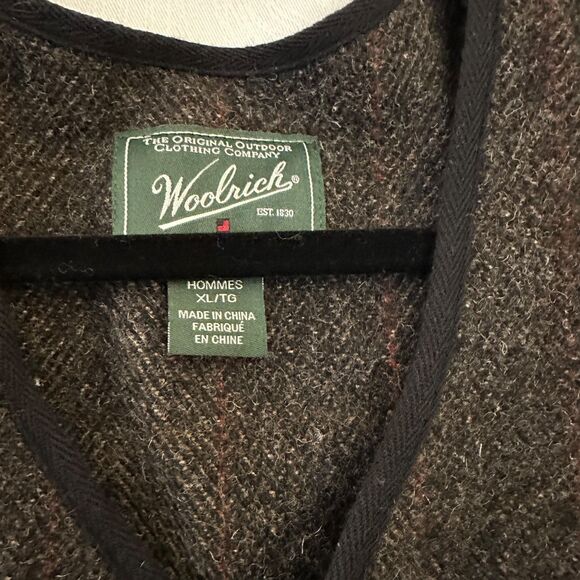 THE ORIGINAL OUTDOOR
CLOTHING COMPANY
Woolrich®
EST. 1830
HOMMES
XL/TG
MADE IN CHINA
FABRIQUÉ
EN CHINE